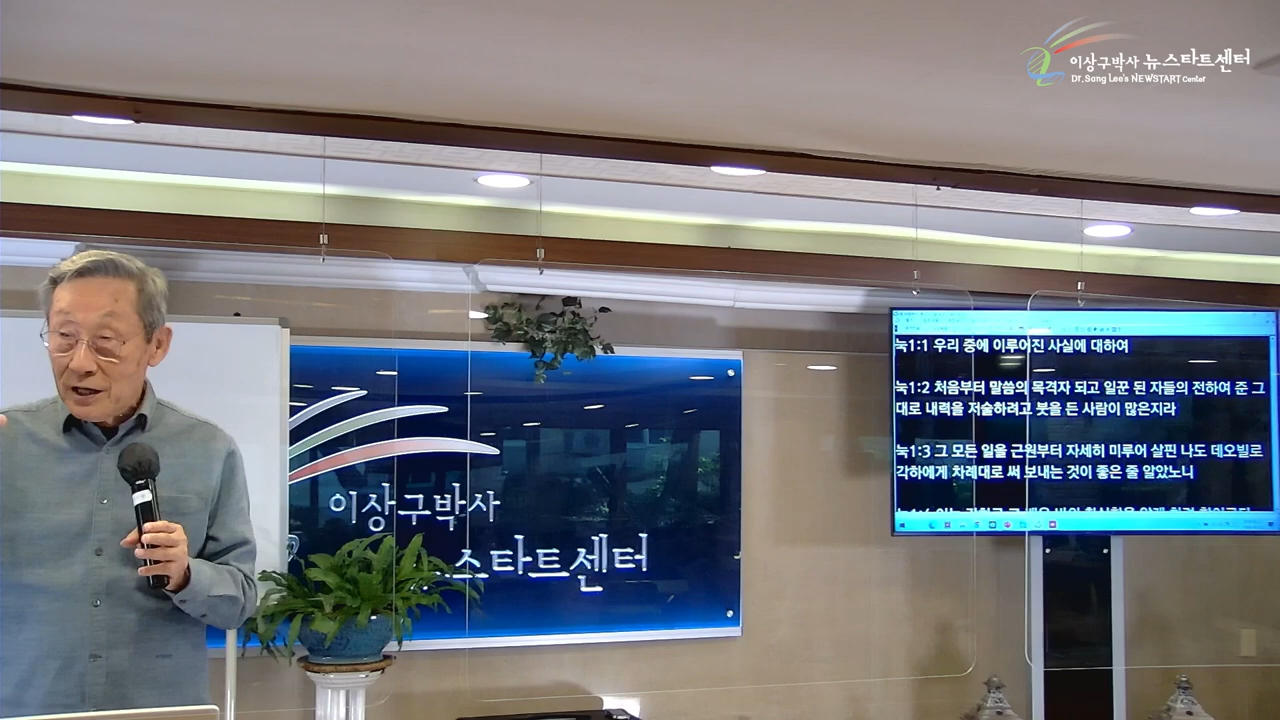 이상구박사 뉴스타트센터
Dr. Sang Lee's NEWSTART Center
이상구박사
스타트센터
눅1:1 우리 중에 이루어진 사실에 대하여
눅1:2 처음부터 말씀의 목격자 되고 일꾼 된 자들의 전하여 준 그
대로 내력을 저술하려고 붓을 든 사람이 많은지라
눅1:3 그 모든 일을 근원부터 자세히 미루어 살핀 나도 데오빌로
각하에게 차례대로 써 보내는 것이 좋은 줄 알았노니